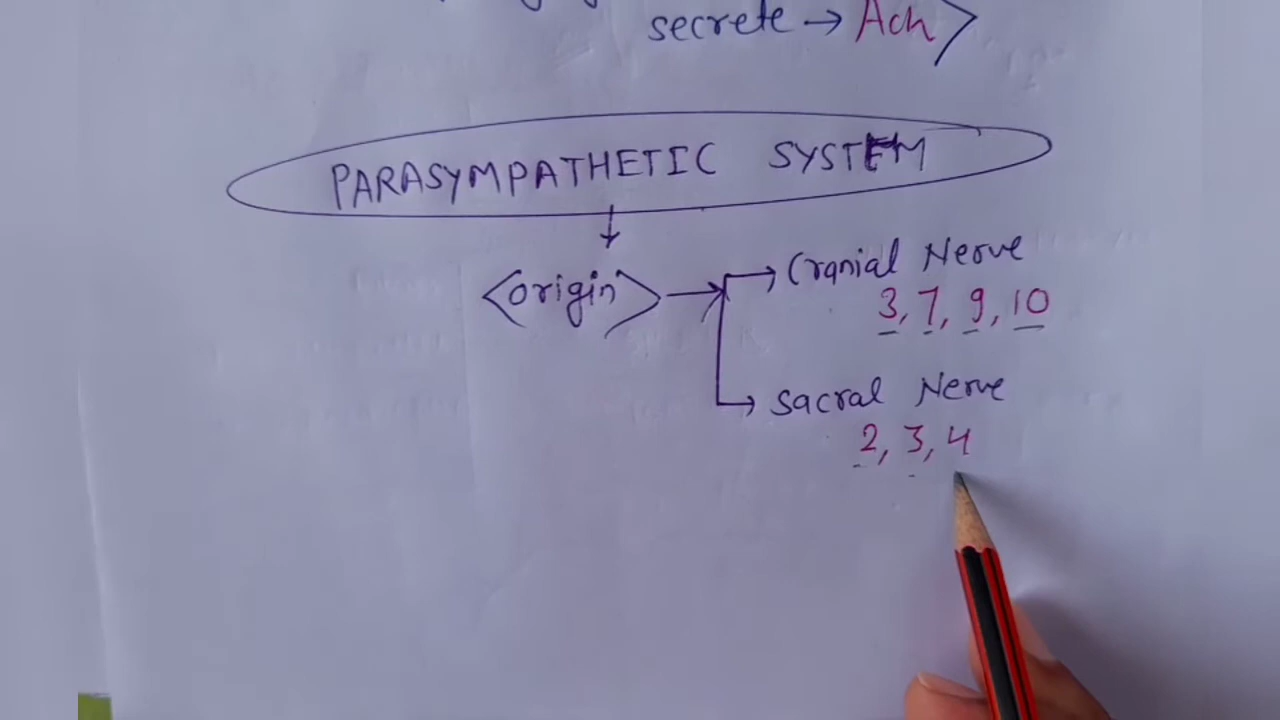 secrete → Ach >
PARASYMPATHETIC SYSTEM
<origin> →
→ Cranial Nerve
3, 7, 9, 10
→ Sacral Nerve
2, 3, 4